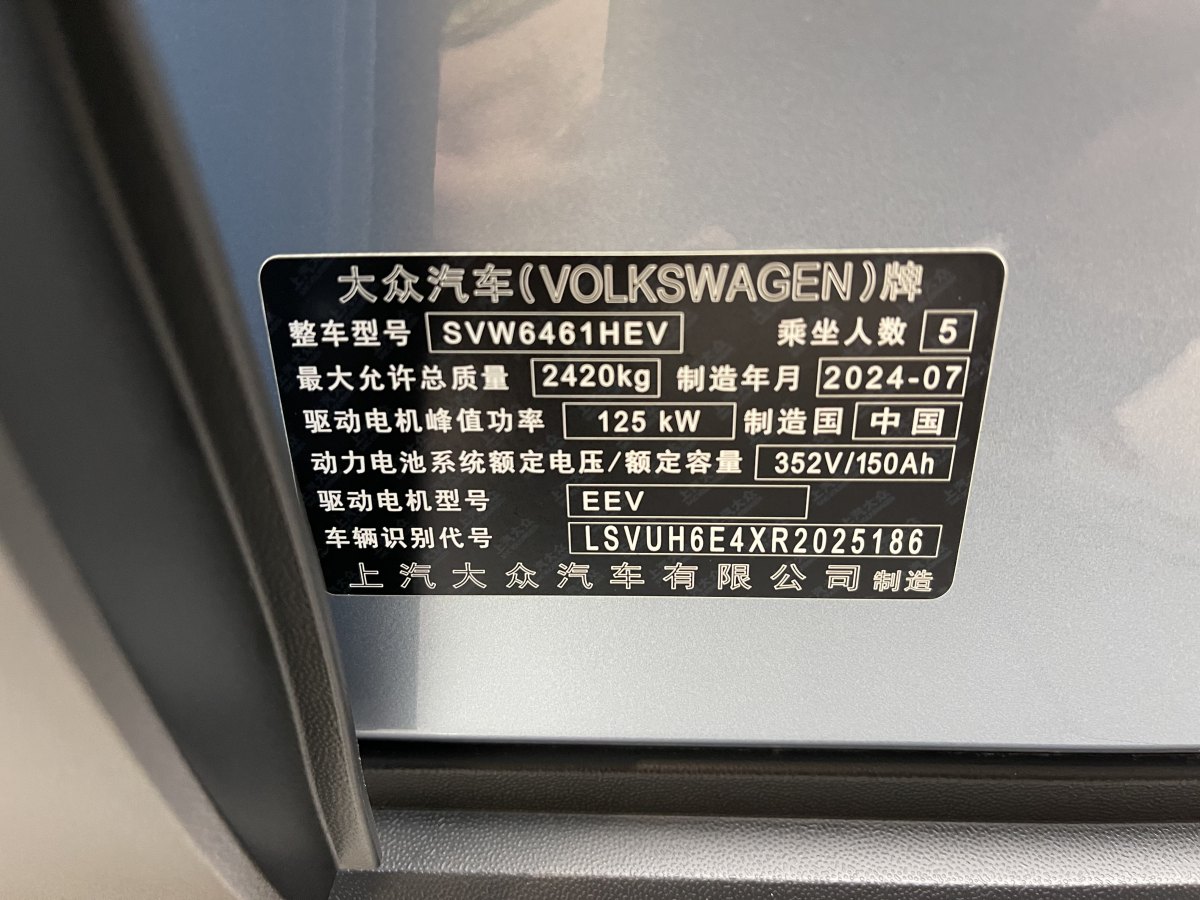 大众汽车(VOLKSWAGEN)牌
整车型号 SVW6461HEV 乘坐人数 5
最大允许总质量 2420kg 制造年月 2024-07
驱动电机峰值功率 125 kW 制造国 中国
动力电池系统额定电压/额定容量 352V/150Ah
驱动电机型号 EEV
车辆识别代号 LSVUH6E4XR2025186
上汽大众汽车有限公司 制造